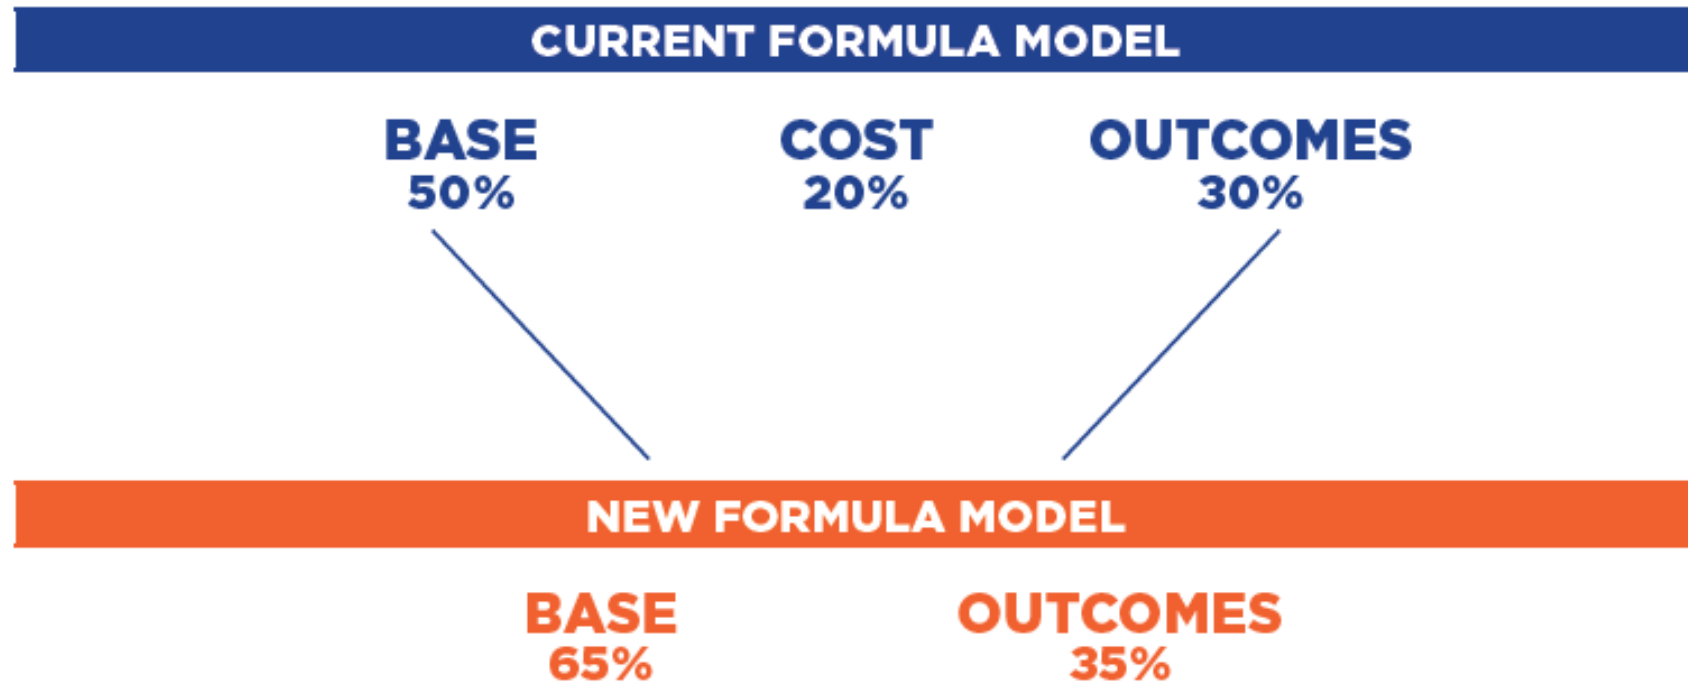 CURRENT FORMULA MODEL
BASE COST OUTCOMES
50% 20% 30%
NEW FORMULA MODEL
BASE OUTCOMES
65% 35%